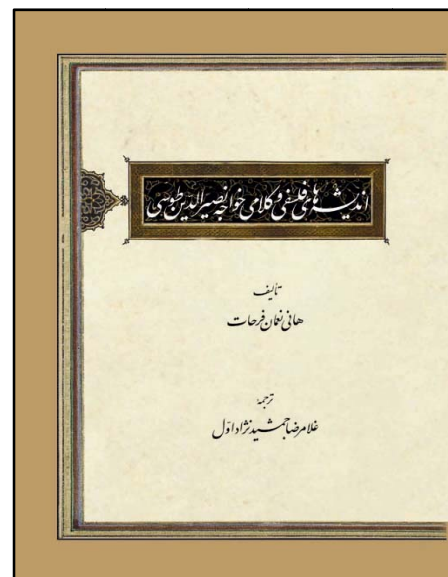 اندیشه‌های فلسفی و کلامی خواجه نصیرالدین طوسی
تألیف
هانی نعمان فرحات
ترجمهٔ
غلامرضا جمشیدنژاد اول